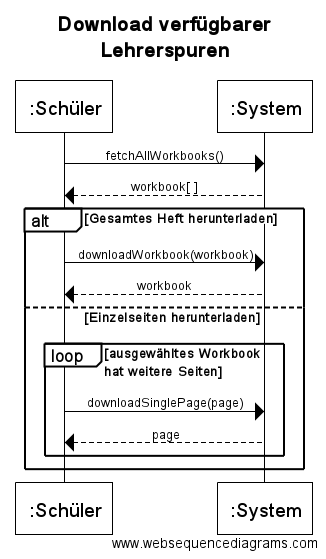 Download verfügbarer
Lehrerspuren
:Schüler
:System
fetchAllWorkbooks()
workbook[ ]
alt
[Gesamtes Heft herunterladen]
downloadWorkbook(workbook)
workbook
[Einzelseiten herunterladen]
loop
[ausgewähltes Workbook
hat weitere Seiten]
downloadSinglePage(page)
page
:Schüler
:System
www.websequencediagrams.com